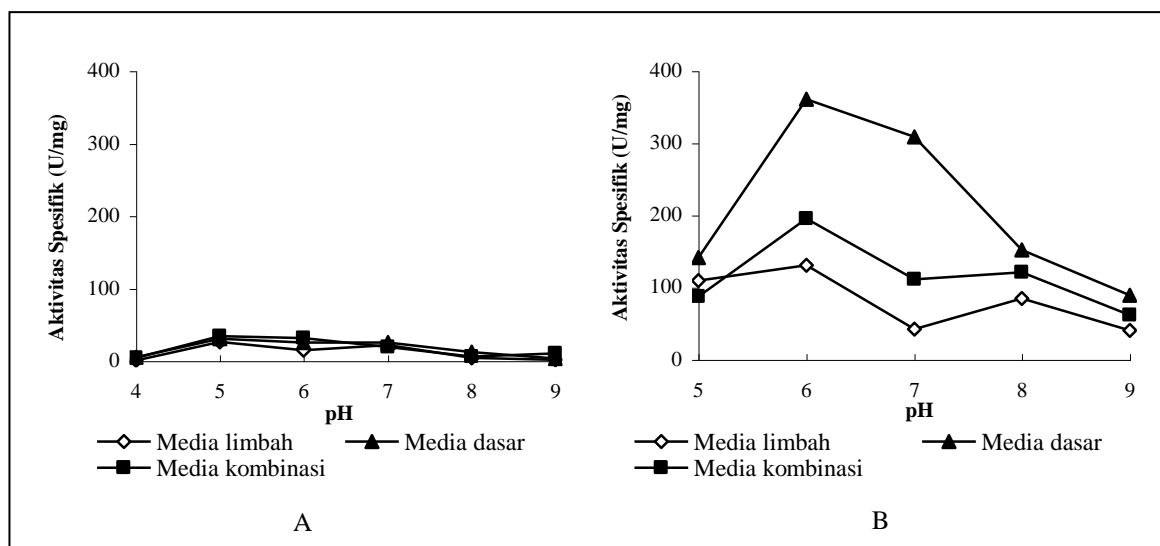 400
300
200
100
0
Aktivitas Spesifik (U/mg)
4 5 6 7 8 9
pH
Media limbah
Media dasar
Media kombinasi
A
400
300
200
100
0
Aktivitas Spesifik (U/mg)
5 6 7 8 9
pH
Media limbah
Media dasar
Media kombinasi
B